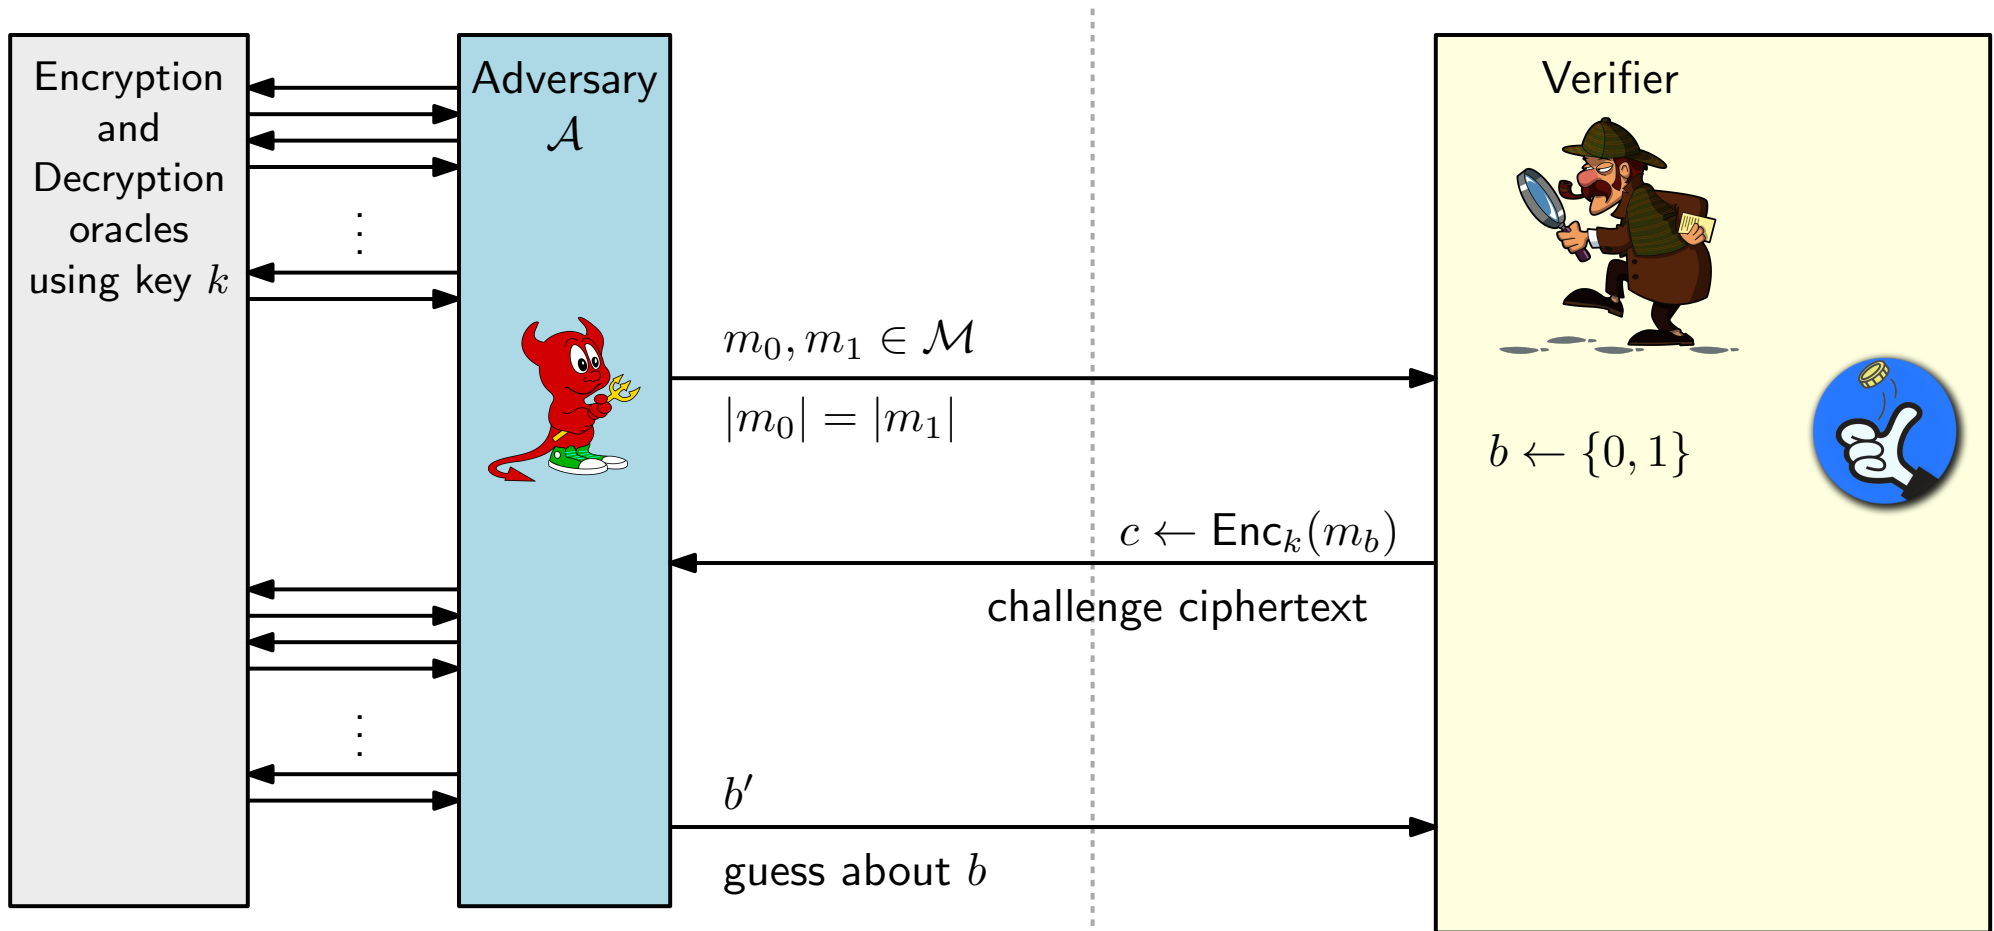 Encryption
and
Decryption
oracles
using key k
Adversary
𝒜
m₀, m₁ ∈ ℳ
|m₀| = |m₁|
Verifier
b ← {0, 1}
c ← Enc_k(m_b)
challenge ciphertext
b′
guess about b